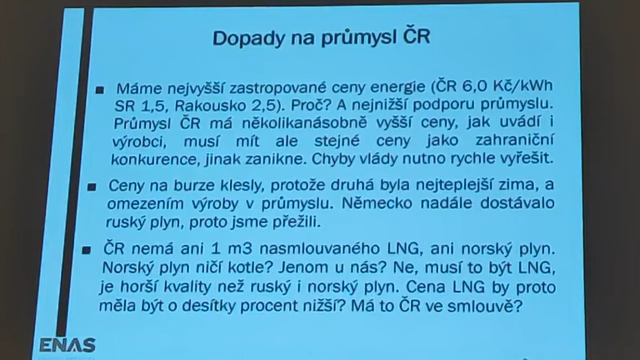 Dopady na průmysl ČR
■ Máme nejvyšší zastropované ceny energie (ČR 6,0 Kč/kWh
SR 1,5, Rakousko 2,5). Proč? A nejnižší podporu průmyslu.
Průmysl ČR má několikanásobně vyšší ceny, jak uvádí i
výrobci, musí mít ale stejné ceny jako zahraniční
konkurence, jinak zanikne. Chyby vlády nutno rychle vyřešit.
■ Ceny na burze klesly, protože druhá byla nejteplejší zima, a
omezením výroby v průmyslu. Německo nadále dostávalo
ruský plyn, proto jsme přežili.
■ ČR nemá ani 1 m3 nasmlouvaného LNG, ani norský plyn.
Norský plyn ničí kotle? Jenom u nás? Ne, musí to být LNG,
je horší kvality než ruský i norský plyn. Cena LNG by proto
měla být o desítky procent nižší? Má to ČR ve smlouvě?
ENAS